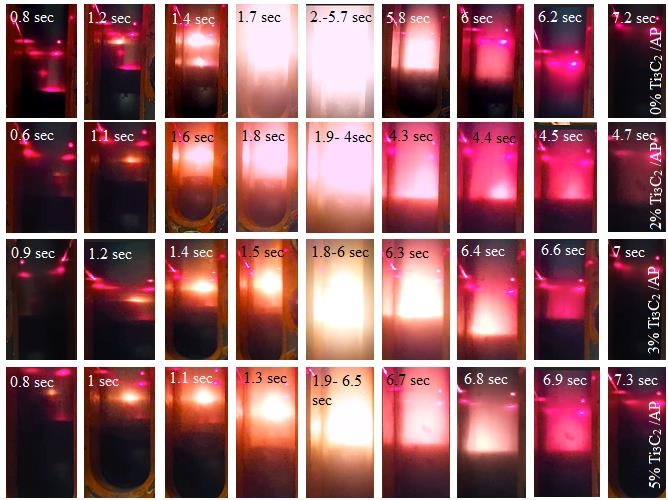 0.8 sec
1.2 sec
1.4 sec
1.7 sec
2.-5.7 sec
5.8 sec
6 sec
6.2 sec
7.2 sec
0% Ti3C2 /AP
0.6 sec
1.1 sec
1.6 sec
1.8 sec
1.9- 4sec
4.3 sec
4.4 sec
4.5 sec
4.7 sec
2% Ti3C2 /AP
0.9 sec
1.2 sec
1.4 sec
1.5 sec
1.8-6 sec
6.3 sec
6.4 sec
6.6 sec
7 sec
3% Ti3C2 /AP
0.8 sec
1 sec
1.1 sec
1.3 sec
1.9- 6.5
sec
6.7 sec
6.8 sec
6.9 sec
7.3 sec
5% Ti3C2 /AP